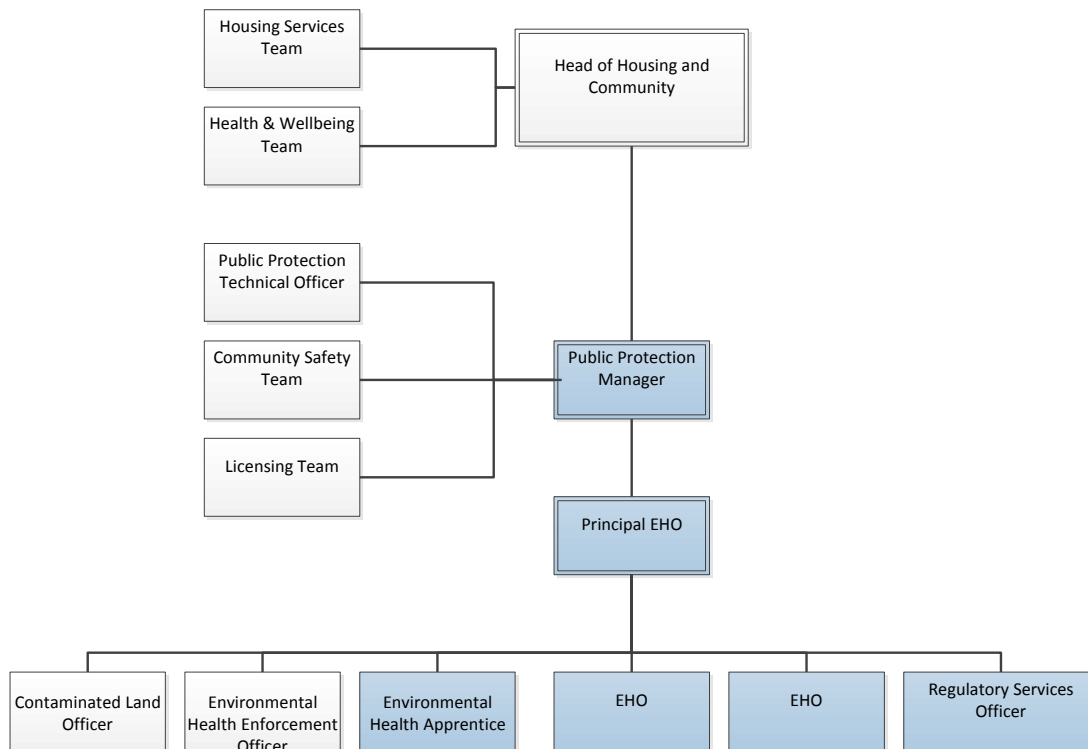 Housing Services
Team
Head of Housing and
Community
Health & Wellbeing
Team
Public Protection
Technical Officer
Community Safety
Team
Public Protection
Manager
Licensing Team
Principal EHO
Contaminated Land
Officer
Environmental
Health Enforcement
Officer
Environmental
Health Apprentice
EHO
EHO
Regulatory Services
Officer